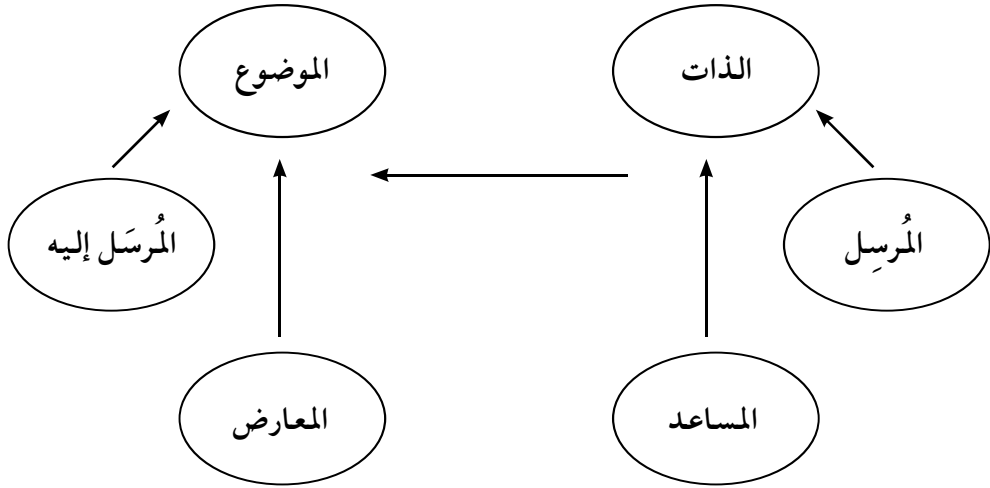 الذات
الموضوع
المُرسِل
المُرسَل إليه
المساعد
المعارض